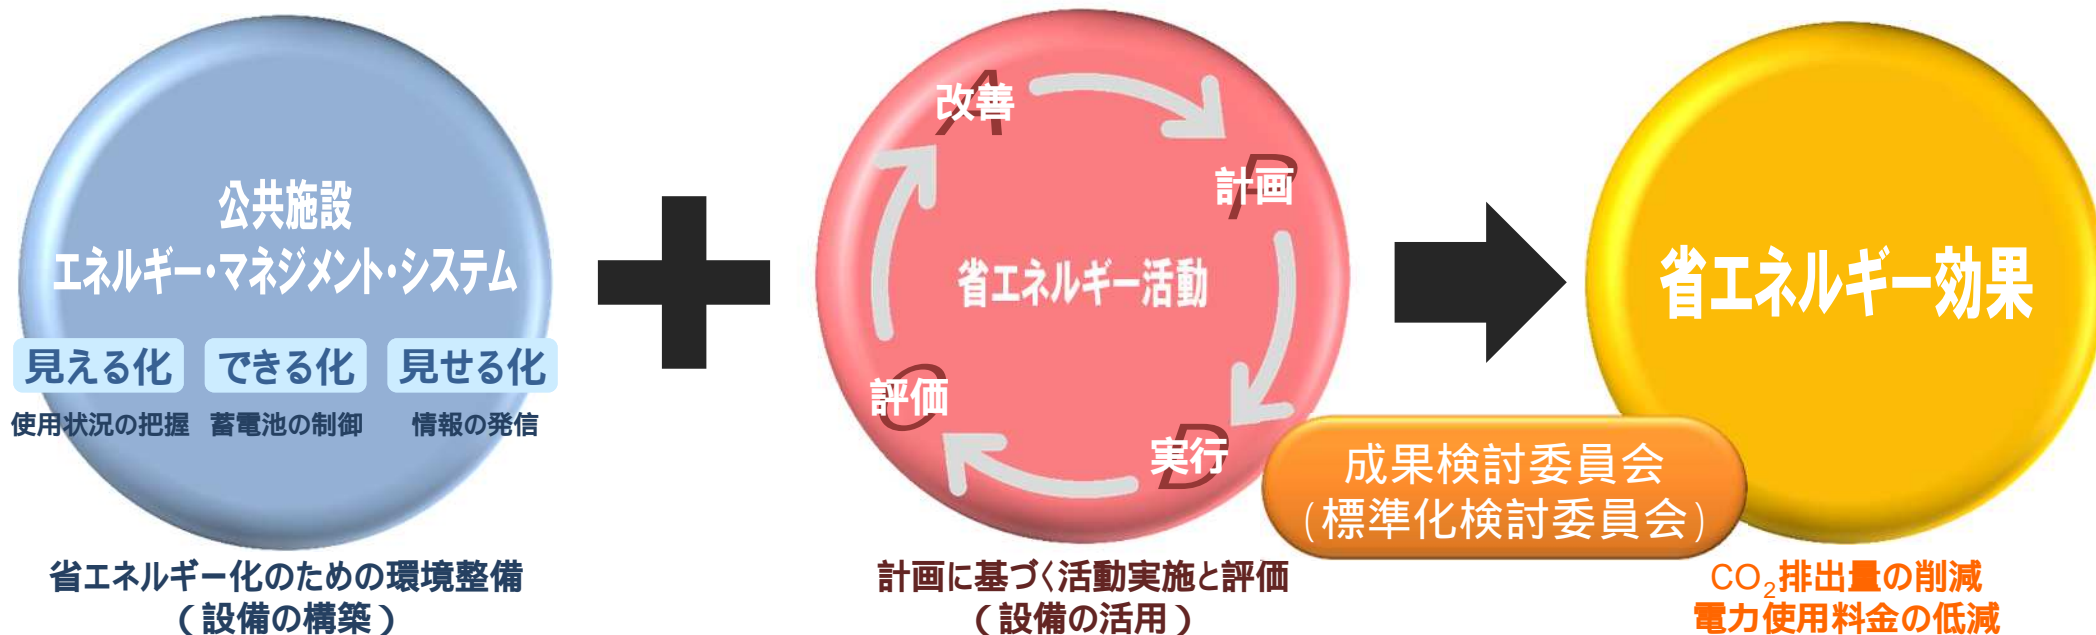 公共施設
エネルギー・マネジメント・システム
見える化
できる化
見せる化
使用状況の把握
蓄電池の制御
情報の発信
省エネルギー化のための環境整備
(設備の構築)
A
改善
P
計画
省エネルギー活動
C
評価
D
実行
計画に基づく活動実施と評価
(設備の活用)
成果検討委員会
(標準化検討委員会)
省エネルギー効果
CO₂排出量の削減
電力使用料金の低減